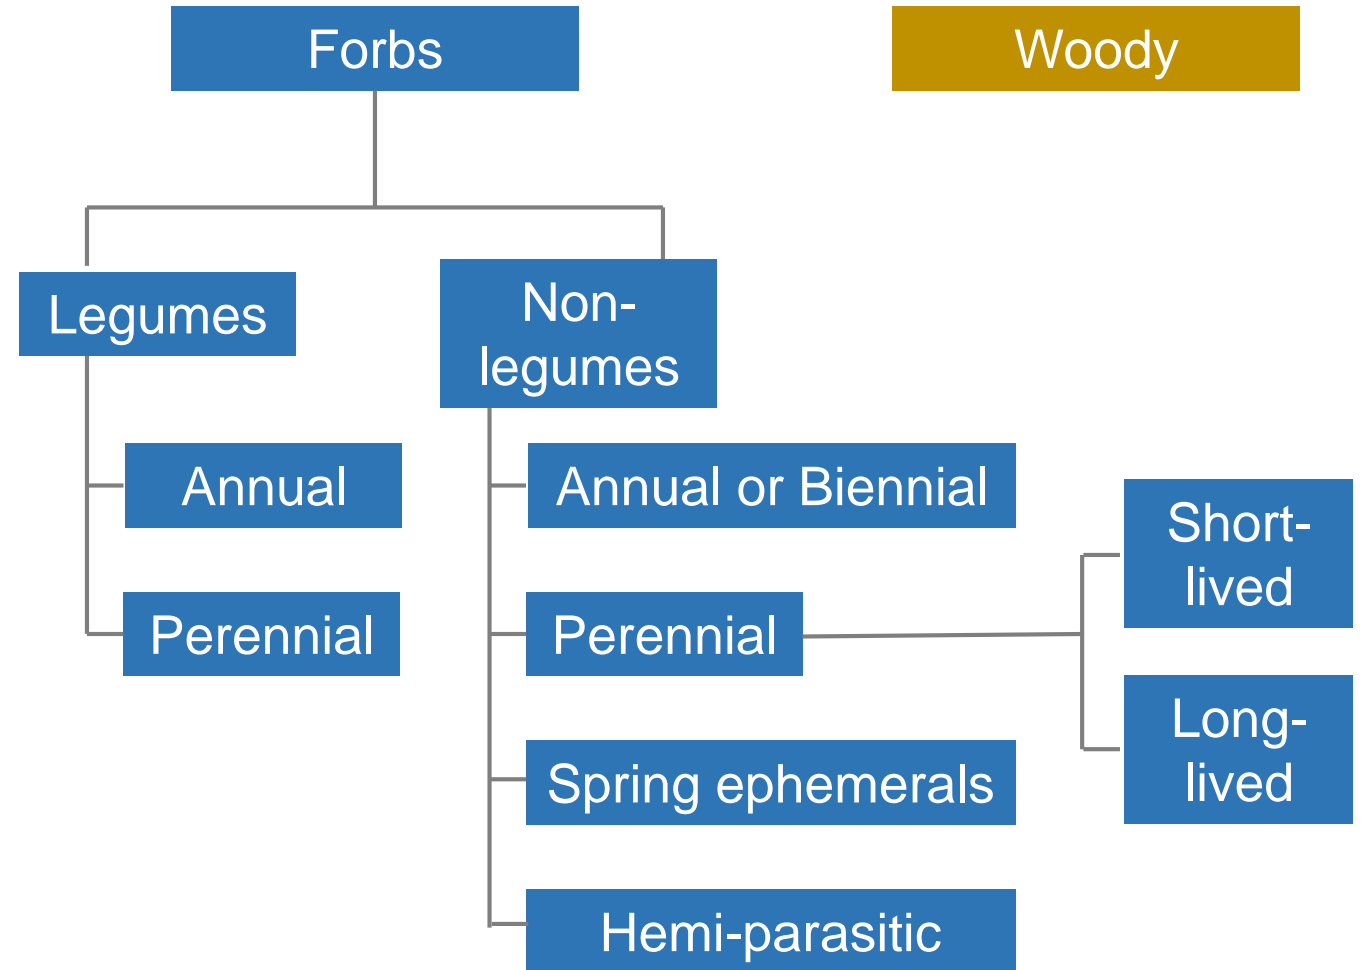 Forbs
Woody
Legumes
Non-
legumes
Annual
Perennial
Annual or Biennial
Perennial
Spring ephemerals
Hemi-parasitic
Short-
lived
Long-
lived